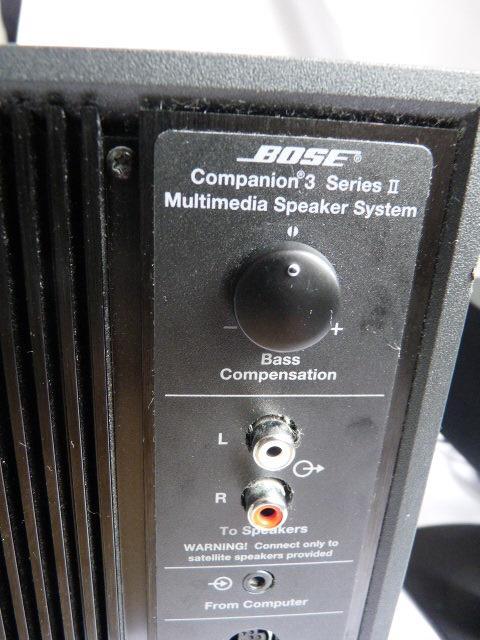 BOSE®
Companion®3 Series II
Multimedia Speaker System
− +
Bass
Compensation
L
R
To Speakers
WARNING! Connect only to
satellite speakers provided
From Computer